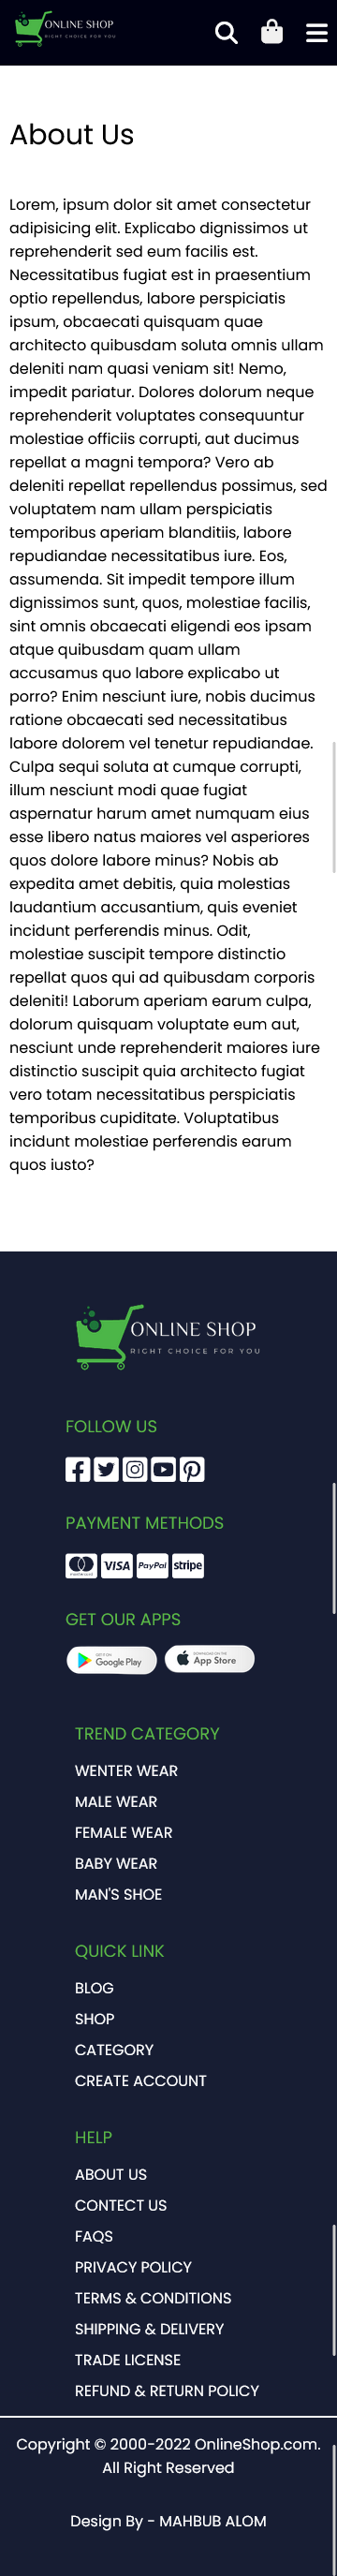 ONLINE SHOP
RIGHT CHOICE FOR YOU
About Us
Lorem, ipsum dolor sit amet consectetur
adipisicing elit. Explicabo dignissimos ut
reprehenderit sed eum facilis est.
Necessitatibus fugiat est in praesentium
optio repellendus, labore perspiciatis
ipsum, obcaecati quisquam quae
architecto quibusdam soluta omnis ullam
deleniti nam quasi veniam sit! Nemo,
impedit pariatur. Dolores dolorum neque
reprehenderit voluptates consequuntur
molestiae officiis corrupti, aut ducimus
repellat a magni tempora? Vero ab
deleniti repellat repellendus possimus, sed
voluptatem nam ullam perspiciatis
temporibus aperiam blanditiis, labore
repudiandae necessitatibus iure. Eos,
assumenda. Sit impedit tempore illum
dignissimos sunt, quos, molestiae facilis,
sint omnis obcaecati eligendi eos ipsam
atque quibusdam quam ullam
accusamus quo labore explicabo ut
porro? Enim nesciunt iure, nobis ducimus
ratione obcaecati sed necessitatibus
labore dolorem vel tenetur repudiandae.
Culpa sequi soluta at cumque corrupti,
illum nesciunt modi quae fugiat
aspernatur harum amet numquam eius
esse libero natus maiores vel asperiores
quos dolore labore minus? Nobis ab
expedita amet debitis, quia molestias
laudantium accusantium, quis eveniet
incidunt perferendis minus. Odit,
molestiae suscipit tempore distinctio
repellat quos qui ad quibusdam corporis
deleniti! Laborum aperiam earum culpa,
dolorum quisquam voluptate eum aut,
nesciunt unde reprehenderit maiores iure
distinctio suscipit quia architecto fugiat
vero totam necessitatibus perspiciatis
temporibus cupiditate. Voluptatibus
incidunt molestiae perferendis earum
quos iusto?
ONLINE SHOP
RIGHT CHOICE FOR YOU
FOLLOW US
PAYMENT METHODS
mastercard VISA PayPal stripe
GET OUR APPS
GET IT ON
Google Play
Download on the
App Store
TREND CATEGORY
WENTER WEAR
MALE WEAR
FEMALE WEAR
BABY WEAR
MAN'S SHOE
QUICK LINK
BLOG
SHOP
CATEGORY
CREATE ACCOUNT
HELP
ABOUT US
CONTECT US
FAQS
PRIVACY POLICY
TERMS & CONDITIONS
SHIPPING & DELIVERY
TRADE LICENSE
REFUND & RETURN POLICY
Copyright © 2000-2022 OnlineShop.com.
All Right Reserved
Design By - MAHBUB ALOM